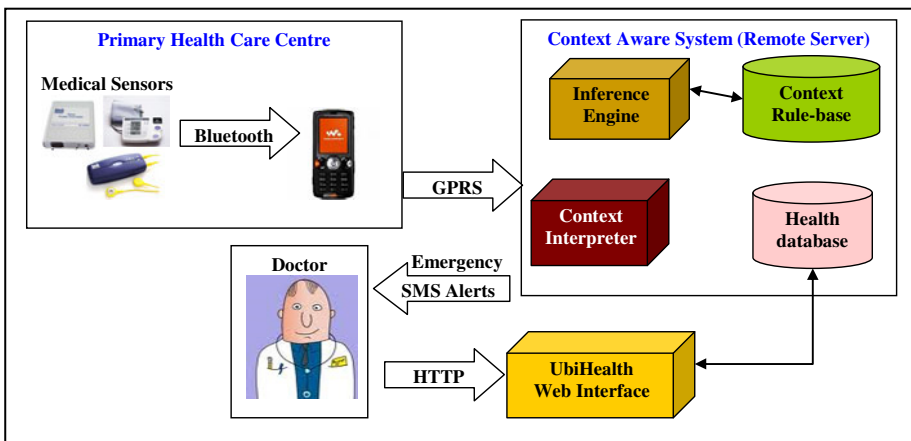 Primary Health Care Centre
Medical Sensors
Bluetooth
GPRS
Context Aware System (Remote Server)
Inference
Engine
Context
Rule-base
Context
Interpreter
Health
database
Doctor
Emergency
SMS Alerts
HTTP
UbiHealth
Web Interface